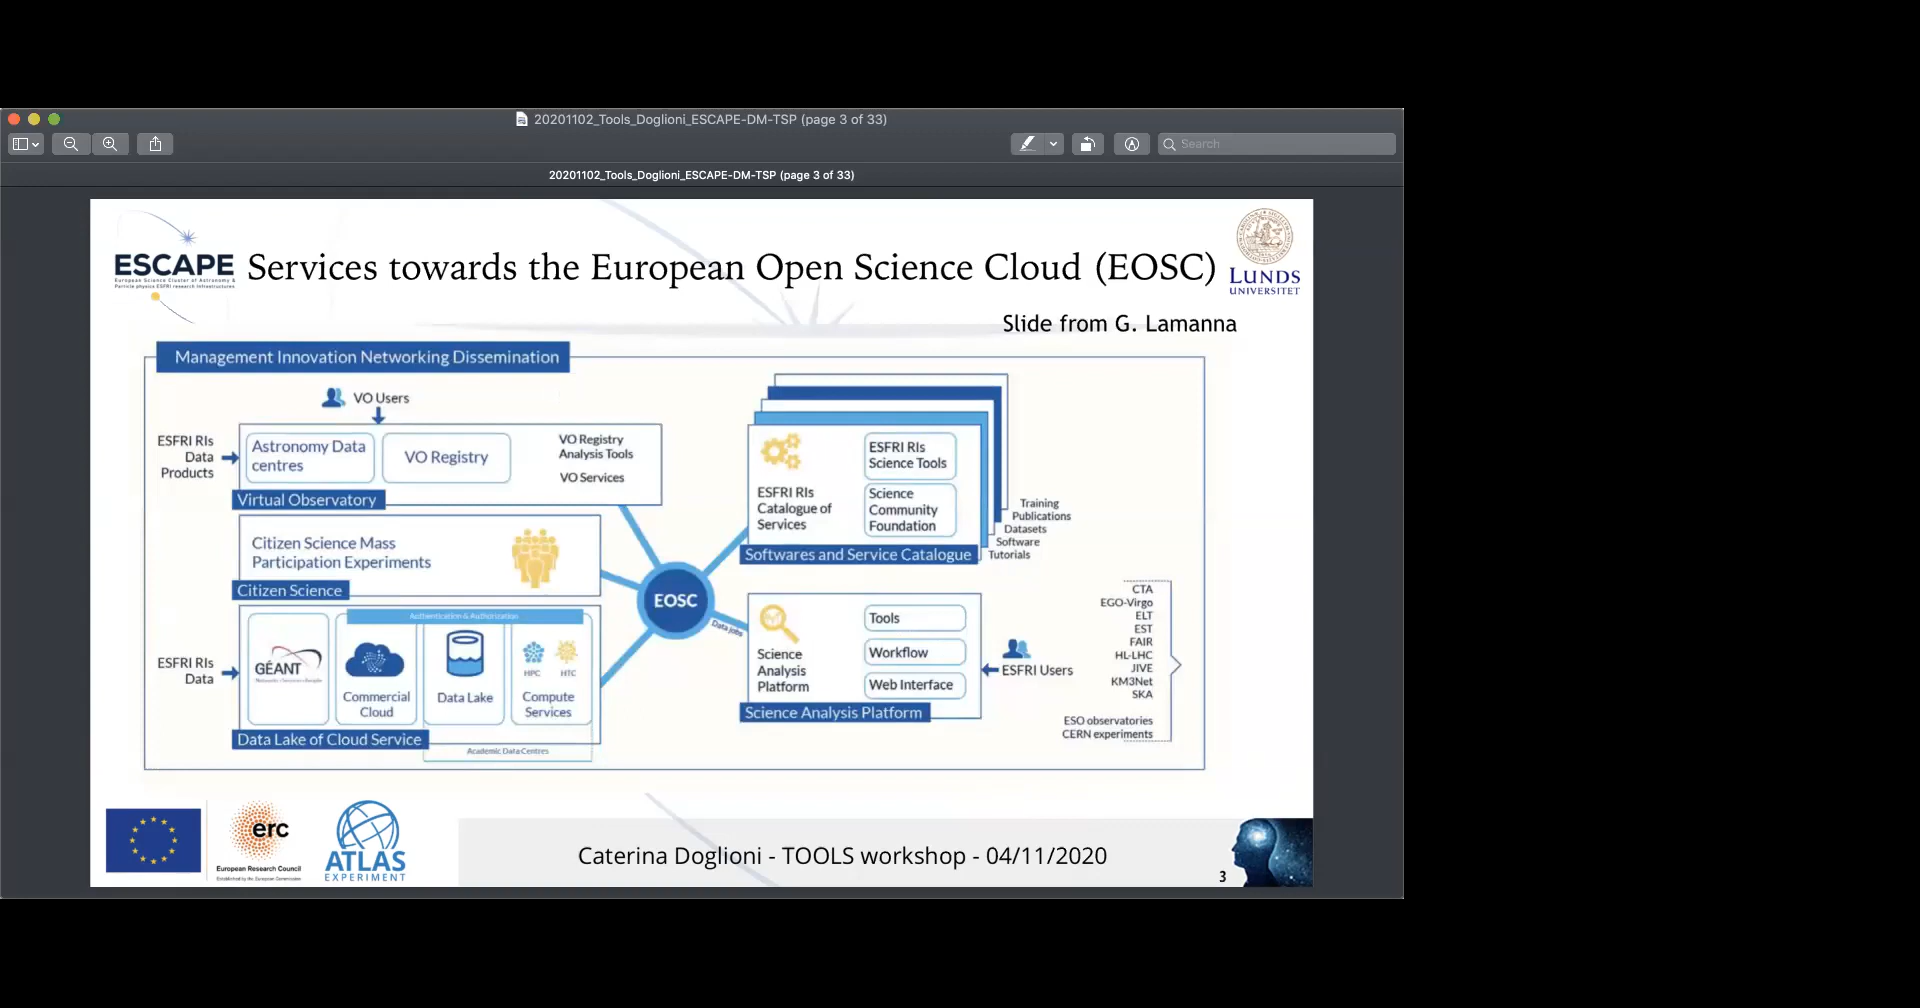 20201102_Tools_Doglioni_ESCAPE-DM-TSP (page 3 of 33)
Search
20201102_Tools_Doglioni_ESCAPE-DM-TSP (page 3 of 33)
ESCAPE
European Science Cluster of Astronomy &
Particle physics ESFRI research Infrastructures
Services towards the European Open Science Cloud (EOSC)
LUNDS
UNIVERSITET
Slide from G. Lamanna
Management Innovation Networking Dissemination
VO Users
ESFRI RIs
Data
Products
Astronomy Data
centres
VO Registry
VO Registry
Analysis Tools
VO Services
Virtual Observatory
Citizen Science Mass
Participation Experiments
Citizen Science
Authentication & Authorization
ESFRI RIs
Data
GÉANT
Commercial
Cloud
Data Lake
HPC
HTC
Compute
Services
Data Lake of Cloud Service
Academic Data Centres
EOSC
Data jobs
ESFRI RIs
Catalogue of
Services
ESFRI RIs
Science Tools
Science
Community
Foundation
Softwares and Service Catalogue
Training
Publications
Datasets
Software
Tutorials
Science
Analysis
Platform
Tools
Workflow
Web Interface
Science Analysis Platform
ESFRI Users
CTA
EGO-Virgo
ELT
EST
FAIR
HL-LHC
JIVE
KM3Net
SKA
ESO observatories
CERN experiments
erc
European Research Council
Established by the European Commission
ATLAS
EXPERIMENT
Caterina Doglioni - TOOLS workshop - 04/11/2020
3